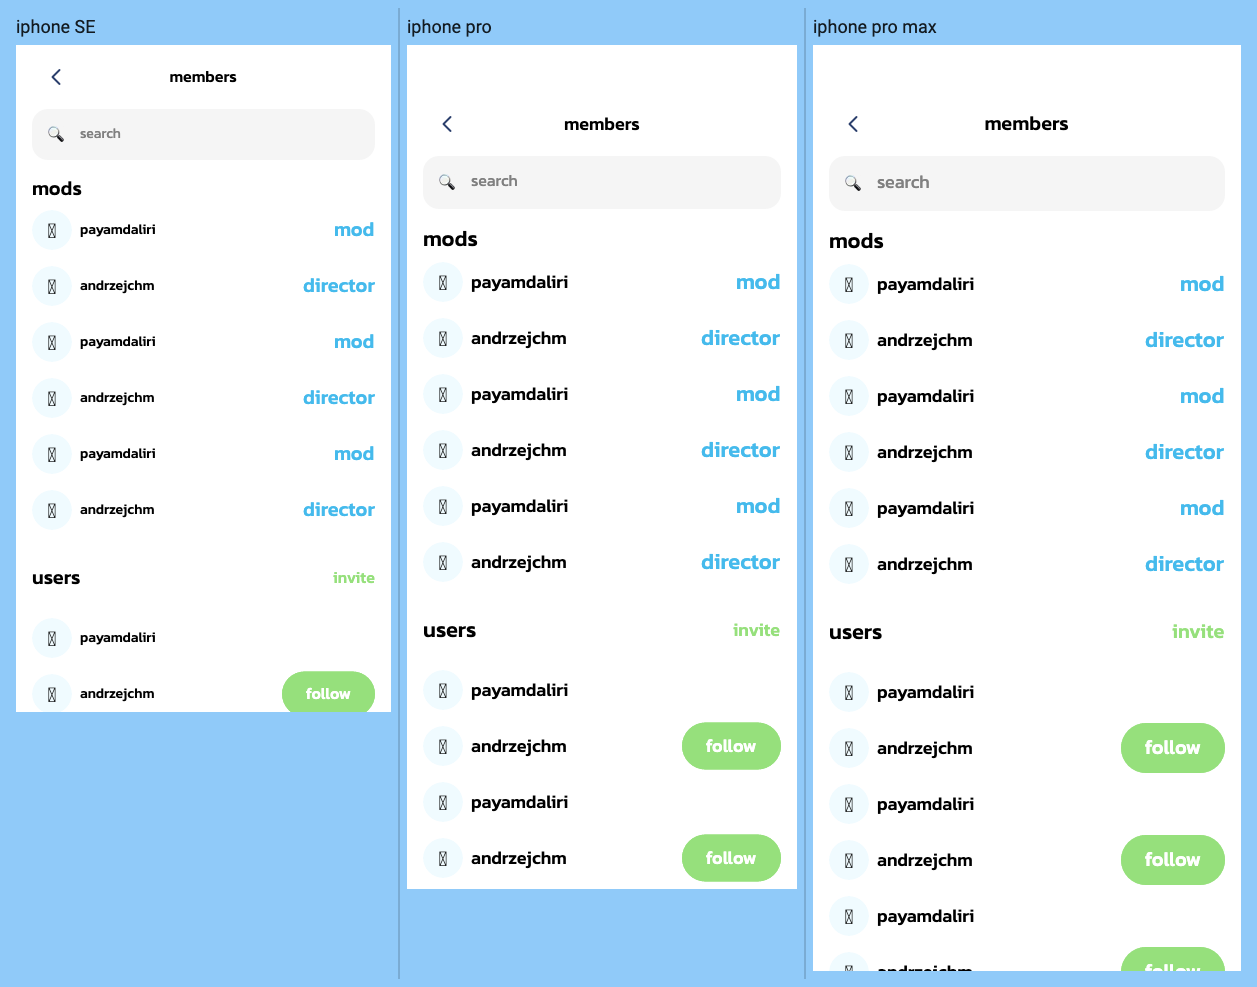 iphone SE
members
search
mods
payamdaliri mod
andrzejchm director
payamdaliri mod
andrzejchm director
payamdaliri mod
andrzejchm director
users invite
payamdaliri
andrzejchm follow
iphone pro
members
search
mods
payamdaliri mod
andrzejchm director
payamdaliri mod
andrzejchm director
payamdaliri mod
andrzejchm director
users invite
payamdaliri
andrzejchm follow
payamdaliri
andrzejchm follow
iphone pro max
members
search
mods
payamdaliri mod
andrzejchm director
payamdaliri mod
andrzejchm director
payamdaliri mod
andrzejchm director
users invite
payamdaliri
andrzejchm follow
payamdaliri
andrzejchm follow
payamdaliri
andrzejchm follow